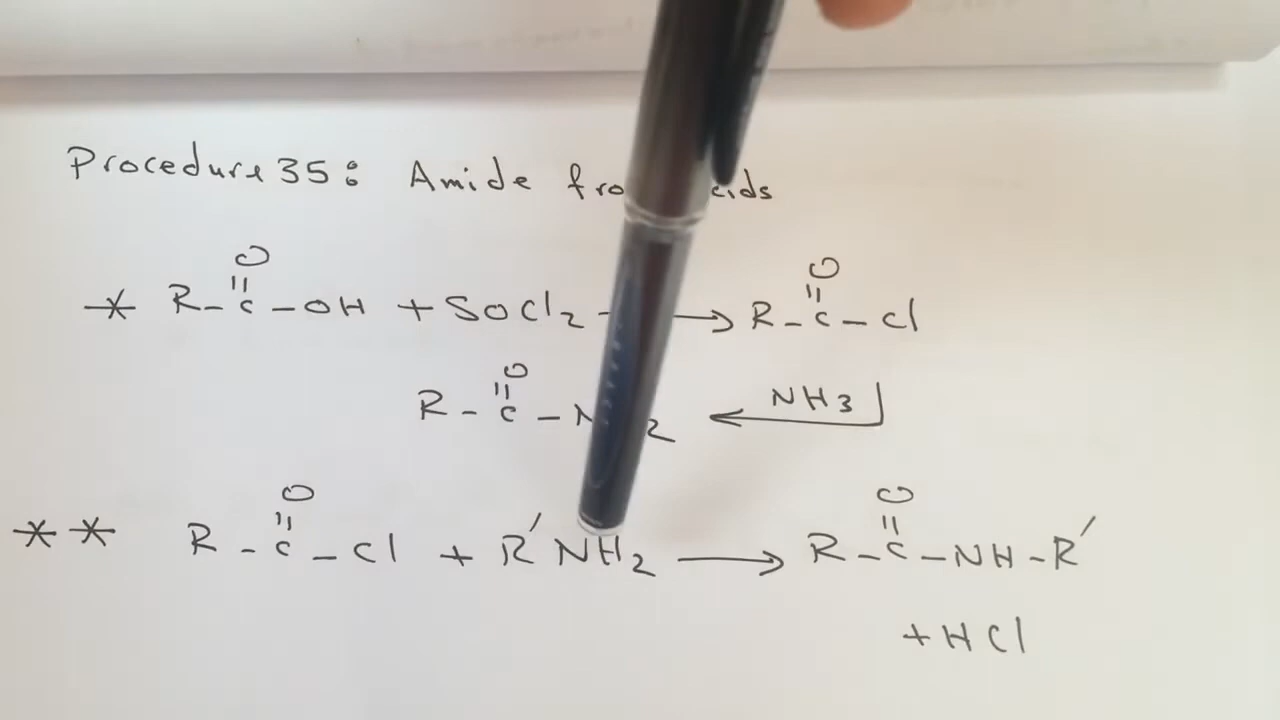 Procedure 35: Amide fro cids
O
* R-C-OH + SOCl2 → R-C-Cl
O
R-C-N 2 ← NH3
O
** R-C-Cl + R'NH2 → R-C-NH-R'
+ HCl